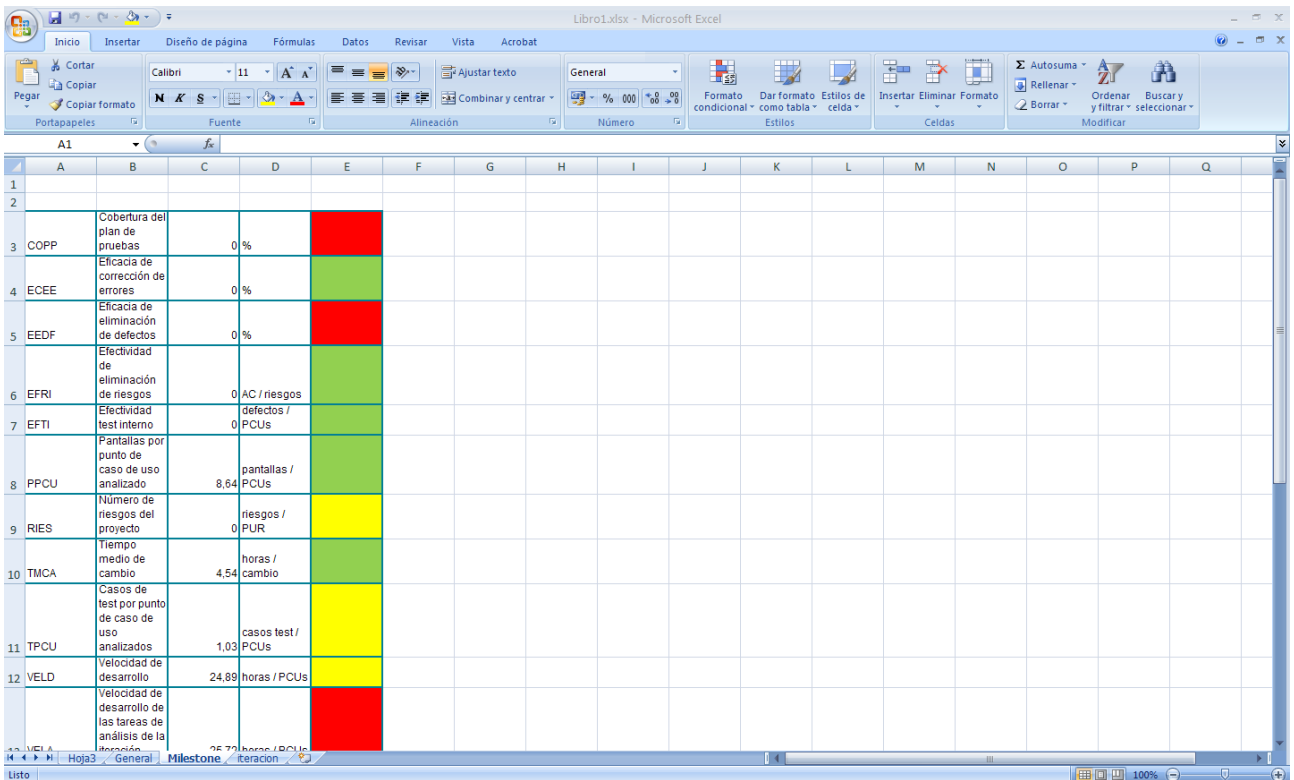 Libro1.xlsx - Microsoft Excel
Inicio Insertar Diseño de página Fórmulas Datos Revisar Vista Acrobat
Pegar
Cortar
Copiar
Copiar formato
Portapapeles
Calibri 11
N K S
Fuente
Ajustar texto
Combinar y centrar
Alineación
General
% 000
Número
Formato condicional
Dar formato como tabla
Estilos de celda
Estilos
Insertar Eliminar Formato
Celdas
Σ Autosuma
Rellenar
Borrar
Ordenar y filtrar
Buscar y seleccionar
Modificar
A1 fx
A B C D E F G H I J K L M N O P Q
1
2
3 COPP Cobertura del plan de pruebas 0 %
4 ECEE Eficacia de corrección de errores 0 %
5 EEDF Eficacia de eliminación de defectos 0 %
6 EFRI Efectividad de eliminación de riesgos 0 AC / riesgos
7 EFTI Efectividad test interno 0 defectos / PCUs
8 PPCU Pantallas por punto de caso de uso analizado 8,64 pantallas / PCUs
9 RIES Número de riesgos del proyecto 0 riesgos / PUR
10 TMCA Tiempo medio de cambio 4,54 horas / cambio
11 TPCU Casos de test por punto de caso de uso analizados 1,03 casos test / PCUs
12 VELD Velocidad de desarrollo 24,89 horas / PCUs
13 VELA Velocidad de desarrollo de las tareas de análisis de la iteración 25,72 horas / PCUs
Hoja3 General Milestone iteracion
Listo 100%